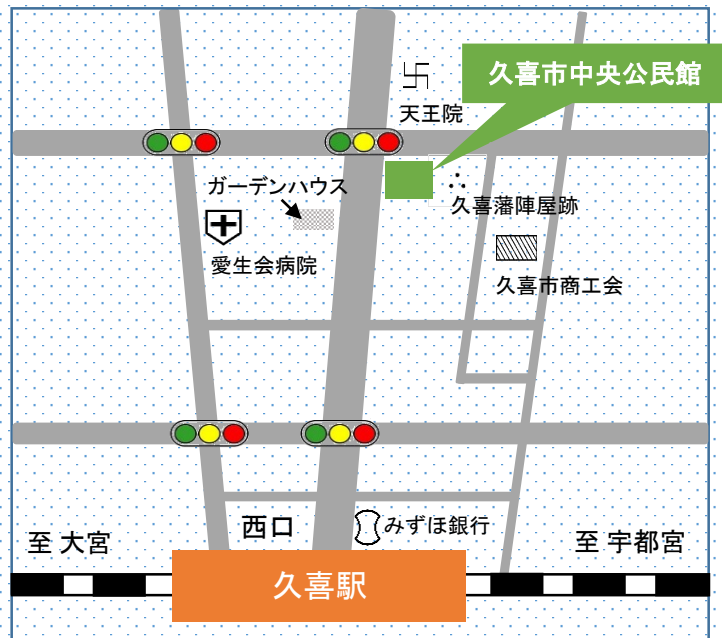 久喜市中央公民館
天王院
ガーデンハウス
久喜藩陣屋跡
愛生会病院
久喜市商工会
西口
みずほ銀行
至 大宮
至 宇都宮
久喜駅